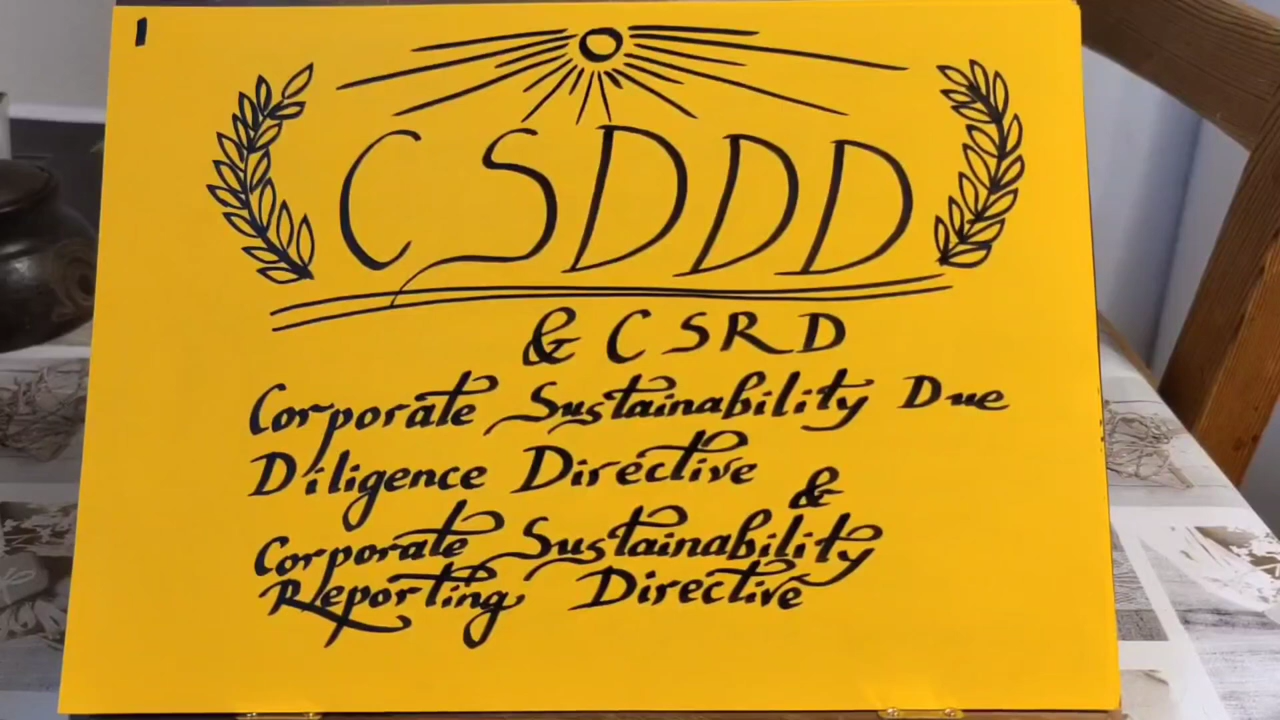 1
CSDDD
& CSRD
Corporate Sustainability Due
Diligence Directive
&
Corporate Sustainability
Reporting Directive